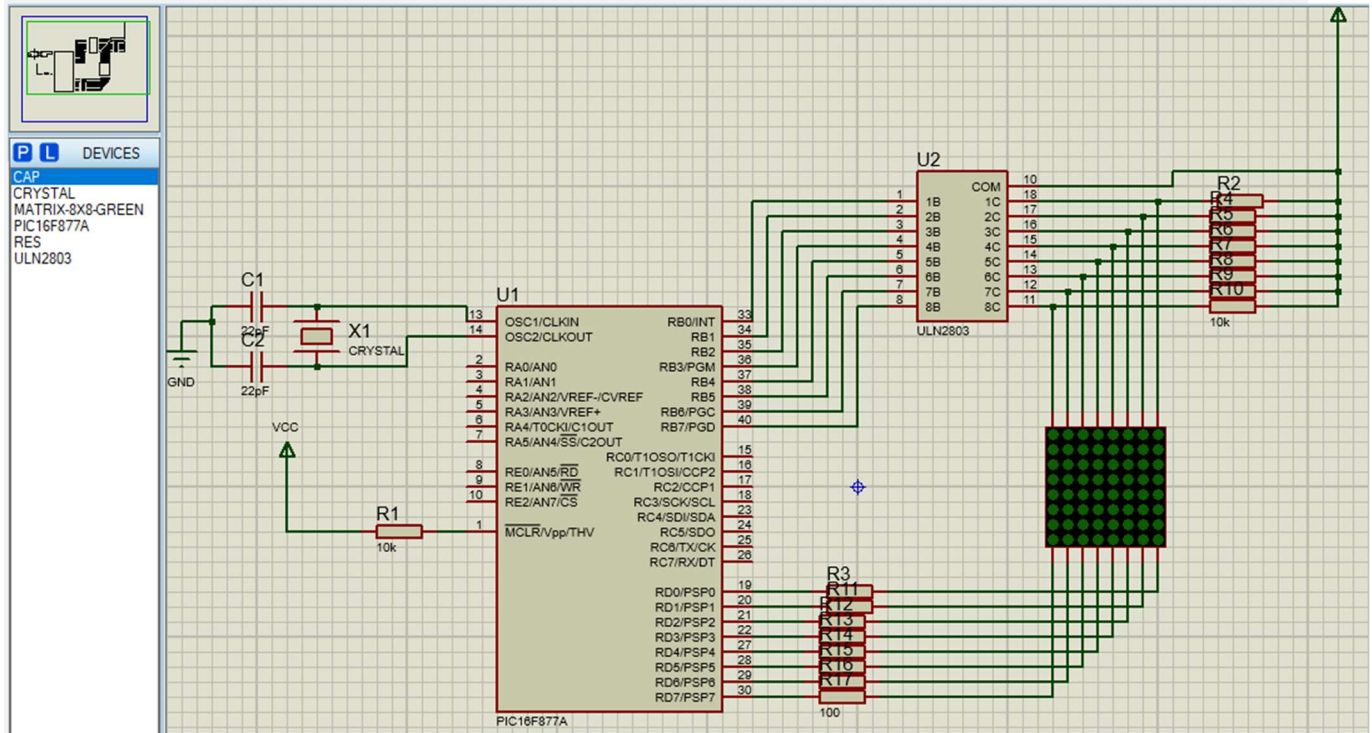 P L DEVICES
CAP
CRYSTAL
MATRIX-8X8-GREEN
PIC16F877A
RES
ULN2803
C1
22pF
C2
22pF
GND
X1
CRYSTAL
VCC
R1
10k
U1
13 OSC1/CLKIN
14 OSC2/CLKOUT
2 RA0/AN0
3 RA1/AN1
4 RA2/AN2/VREF-/CVREF
5 RA3/AN3/VREF+
6 RA4/T0CKI/C1OUT
7 RA5/AN4/SS/C2OUT
8 RE0/AN5/RD
9 RE1/AN6/WR
10 RE2/AN7/CS
1 MCLR/Vpp/THV
RB0/INT 33
RB1 34
RB2 35
RB3/PGM 36
RB4 37
RB5 38
RB6/PGC 39
RB7/PGD 40
RC0/T1OSO/T1CKI 15
RC1/T1OSI/CCP2 16
RC2/CCP1 17
RC3/SCK/SCL 18
RC4/SDI/SDA 23
RC5/SDO 24
RC6/TX/CK 25
RC7/RX/DT 26
RD0/PSP0 19
RD1/PSP1 20
RD2/PSP2 21
RD3/PSP3 22
RD4/PSP4 27
RD5/PSP5 28
RD6/PSP6 29
RD7/PSP7 30
PIC16F877A
U2
1 1B
2 2B
3 3B
4 4B
5 5B
6 6B
7 7B
8 8B
COM 10
1C 18
2C 17
3C 16
4C 15
5C 14
6C 13
7C 12
8C 11
ULN2803
R2
R4
R5
R6
R7
R8
R9
R10
10k
R3
R11
R12
R13
R14
R15
R16
R17
100